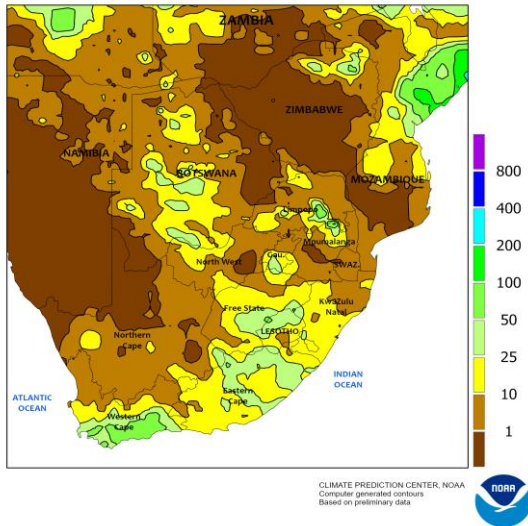 ZAMBIA
ZIMBABWE
NAMIBIA
BOTSWANA
MOZAMBIQUE
Limpopo
Mpumalanga
Gau.
North West
SWAZ.
Free State
KwaZulu
Natal
LESOTHO
Northern
Cape
Eastern
Cape
Western
Cape
ATLANTIC
OCEAN
INDIAN
OCEAN
800
400
200
100
50
25
10
1
CLIMATE PREDICTION CENTER, NOAA
Computer generated contours
Based on preliminary data
NOAA